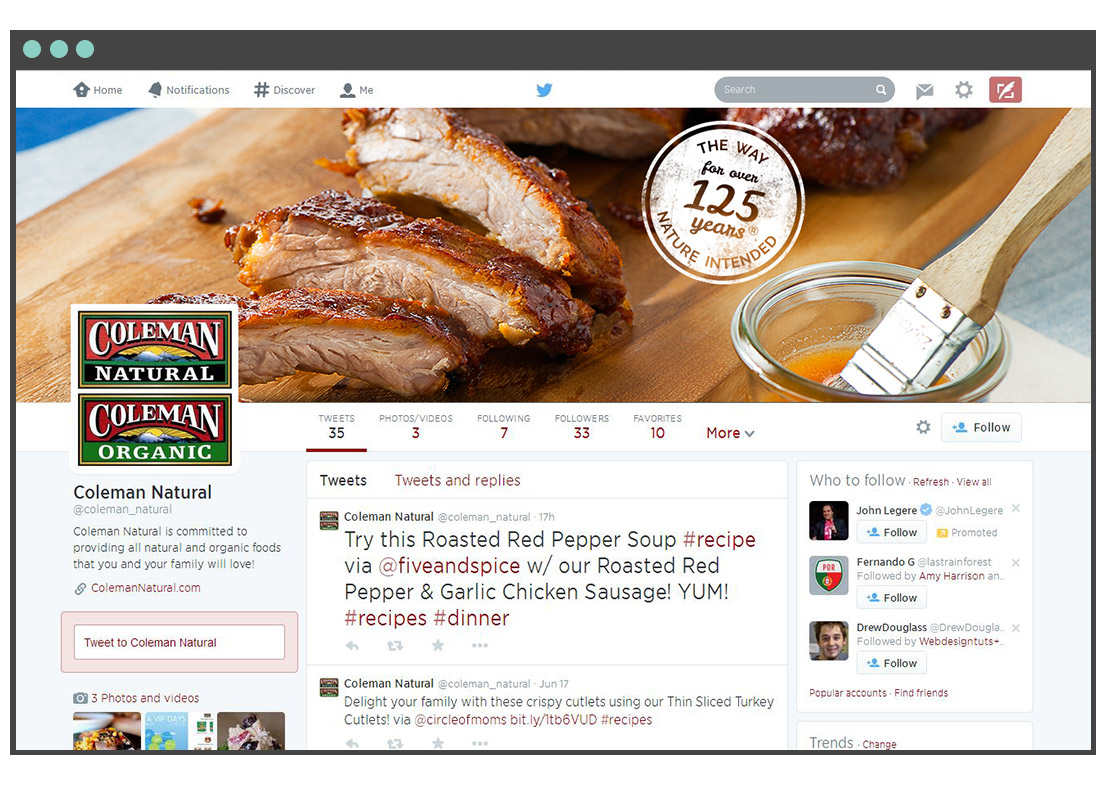 Home
Notifications
Discover
Me
Search
THE WAY
for over
125
years®
NATURE INTENDED
COLEMAN
NATURAL
COLEMAN
ORGANIC
TWEETS
35
PHOTOS/VIDEOS
3
FOLLOWING
7
FOLLOWERS
33
FAVORITES
10
More
Follow
Coleman Natural
@coleman_natural
Coleman Natural is committed to
providing all natural and organic foods
that you and your family will love!
ColemanNatural.com
Tweet to Coleman Natural
3 Photos and videos
A VIP DAYS
Tweets Tweets and replies
Coleman Natural @coleman_natural · 17h
Try this Roasted Red Pepper Soup #recipe
via @fiveandspice w/ our Roasted Red
Pepper & Garlic Chicken Sausage! YUM!
#recipes #dinner
Coleman Natural @coleman_natural · Jun 17
Delight your family with these crispy cutlets using our Thin Sliced Turkey
Cutlets! via @circleofmoms bit.ly/1tb6VUD #recipes
Who to follow · Refresh · View all
John Legere @JohnLegere
Follow Promoted
POR
Fernando G @lastrainforest
Followed by Amy Harrison an..
Follow
DrewDouglass @DrewDougla..
Followed by Webdesigntuts+..
Follow
Popular accounts · Find friends
Trends · Change